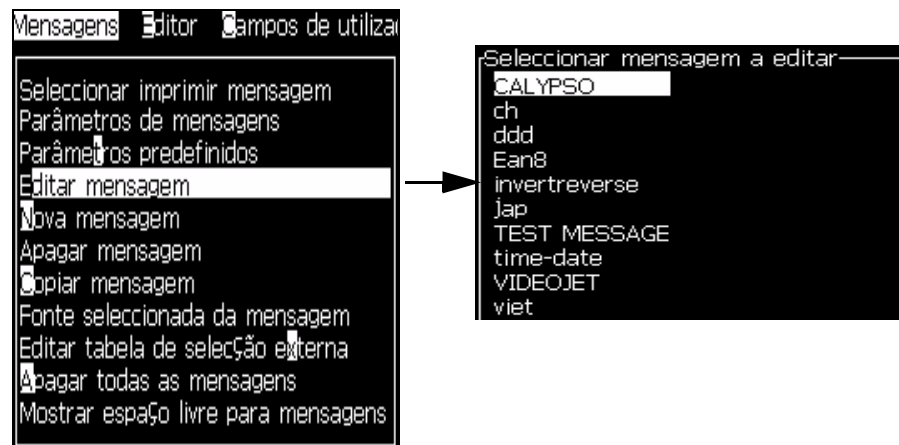 Mensagens Editor Campos de utiliza
Seleccionar imprimir mensagem
Parâmetros de mensagens
Parâmetros predefinidos
Editar mensagem
Nova mensagem
Apagar mensagem
Copiar mensagem
Fonte seleccionada da mensagem
Editar tabela de selecÇão externa
Apagar todas as mensagens
Mostrar espaÇo livre para mensagens
Seleccionar mensagem a editar
CALYPSO
ch
ddd
Ean8
invertreverse
jap
TEST MESSAGE
time-date
VIDEOJET
viet